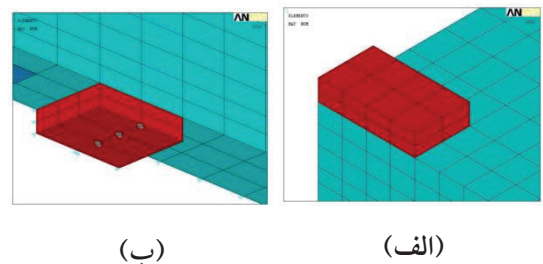 ELEMENTS
MAT NUM
AN
ELEMENTS
MAT NUM
AN
(ب)
(الف)